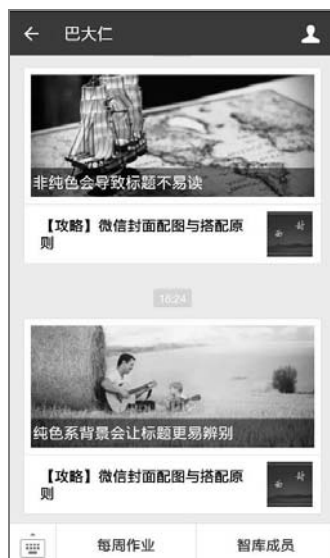 巴大仁
非纯色会导致标题不易读
【攻略】微信封面配图与搭配原
则
16:24
纯色系背景会让标题更易辨别
【攻略】微信封面配图与搭配原
则
每周作业
智库成员